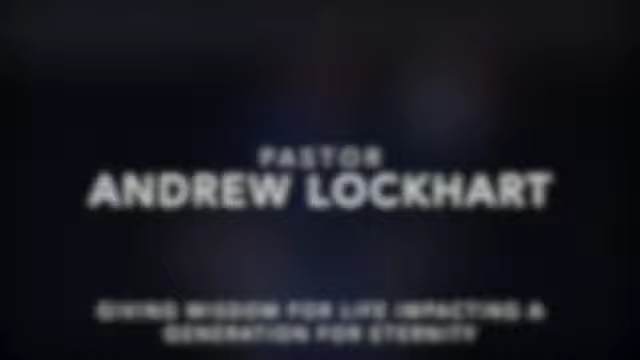 PASTOR
ANDREW LOCKHART
GIVING WISDOM FOR LIFE IMPACTING A
GENERATION FOR ETERNITY